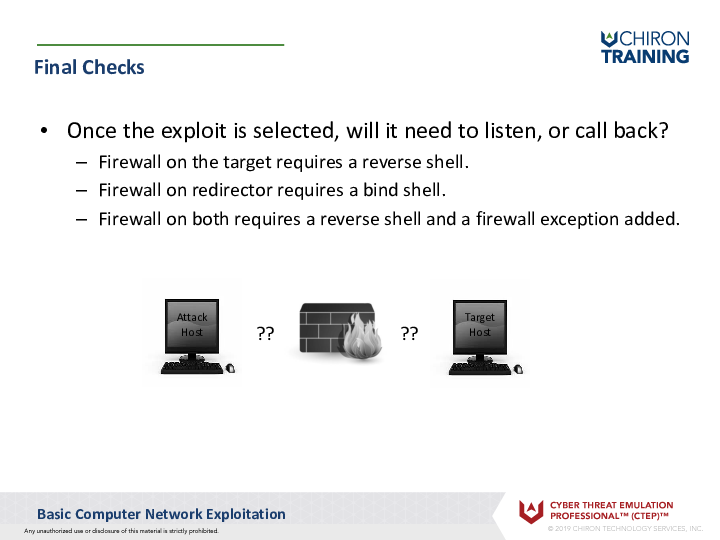 CHIRON
TRAINING
Final Checks
• Once the exploit is selected, will it need to listen, or call back?
– Firewall on the target requires a reverse shell.
– Firewall on redirector requires a bind shell.
– Firewall on both requires a reverse shell and a firewall exception added.
Attack
Host
??
??
Target
Host
Basic Computer Network Exploitation
Any unauthorized use or disclosure of this material is strictly prohibited.
CYBER THREAT EMULATION
PROFESSIONAL™ (CTEP)™
© 2019 CHIRON TECHNOLOGY SERVICES, INC.